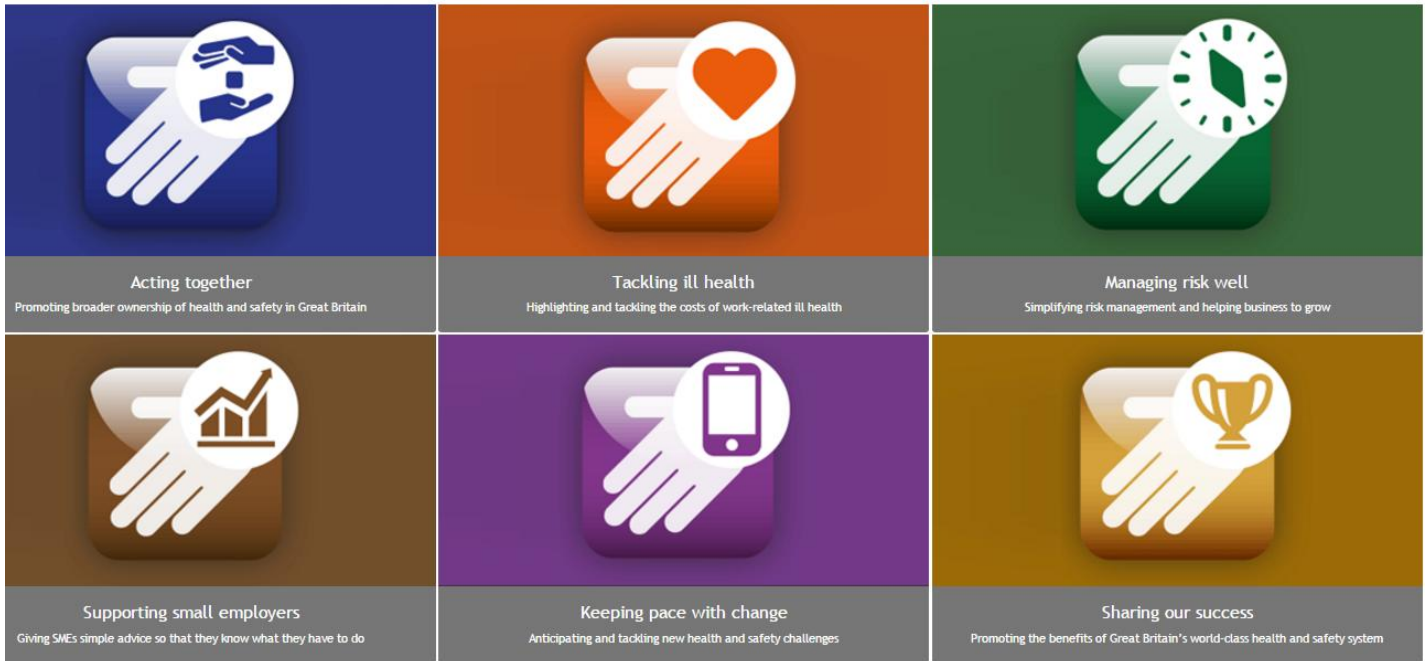 Acting together
Promoting broader ownership of health and safety in Great Britain
Tackling ill health
Highlighting and tackling the costs of work-related ill health
Managing risk well
Simplifying risk management and helping business to grow
Supporting small employers
Giving SMEs simple advice so that they know what they have to do
Keeping pace with change
Anticipating and tackling new health and safety challenges
Sharing our success
Promoting the benefits of Great Britain's world-class health and safety system